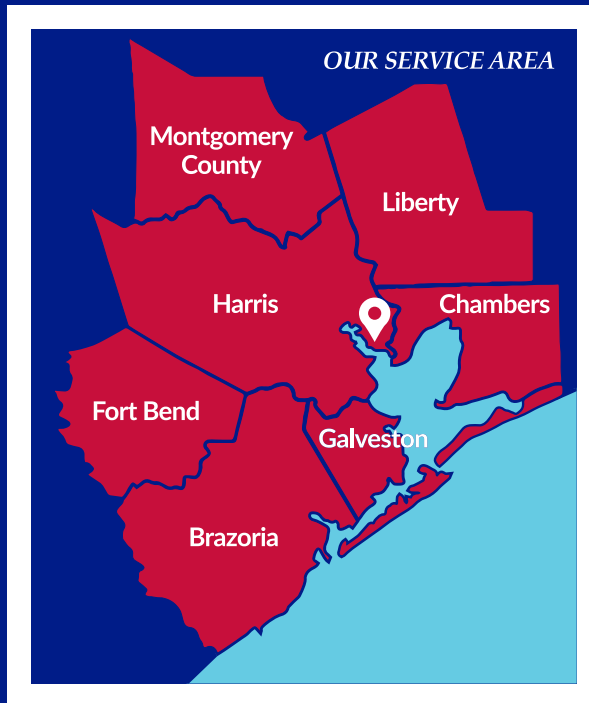 OUR SERVICE AREA
Montgomery
County
Liberty
Harris
Chambers
Fort Bend
Galveston
Brazoria